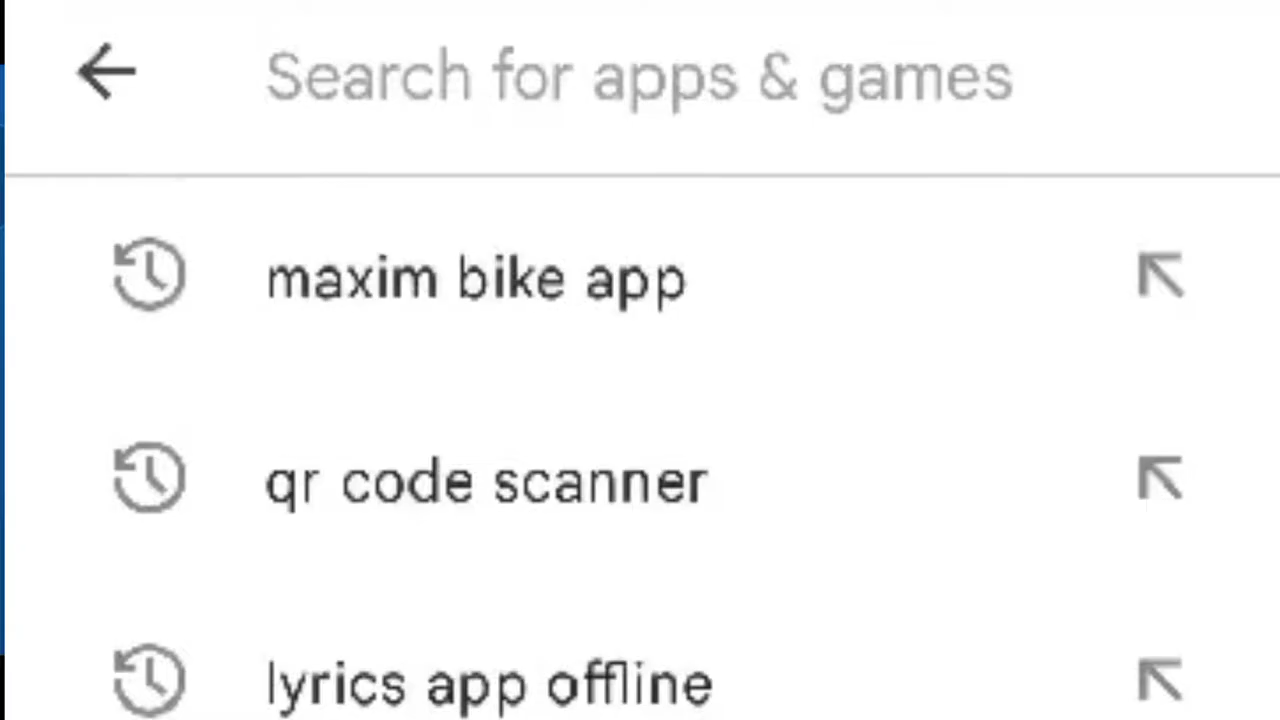 Search for apps & games
maxim bike app
qr code scanner
lyrics app offline